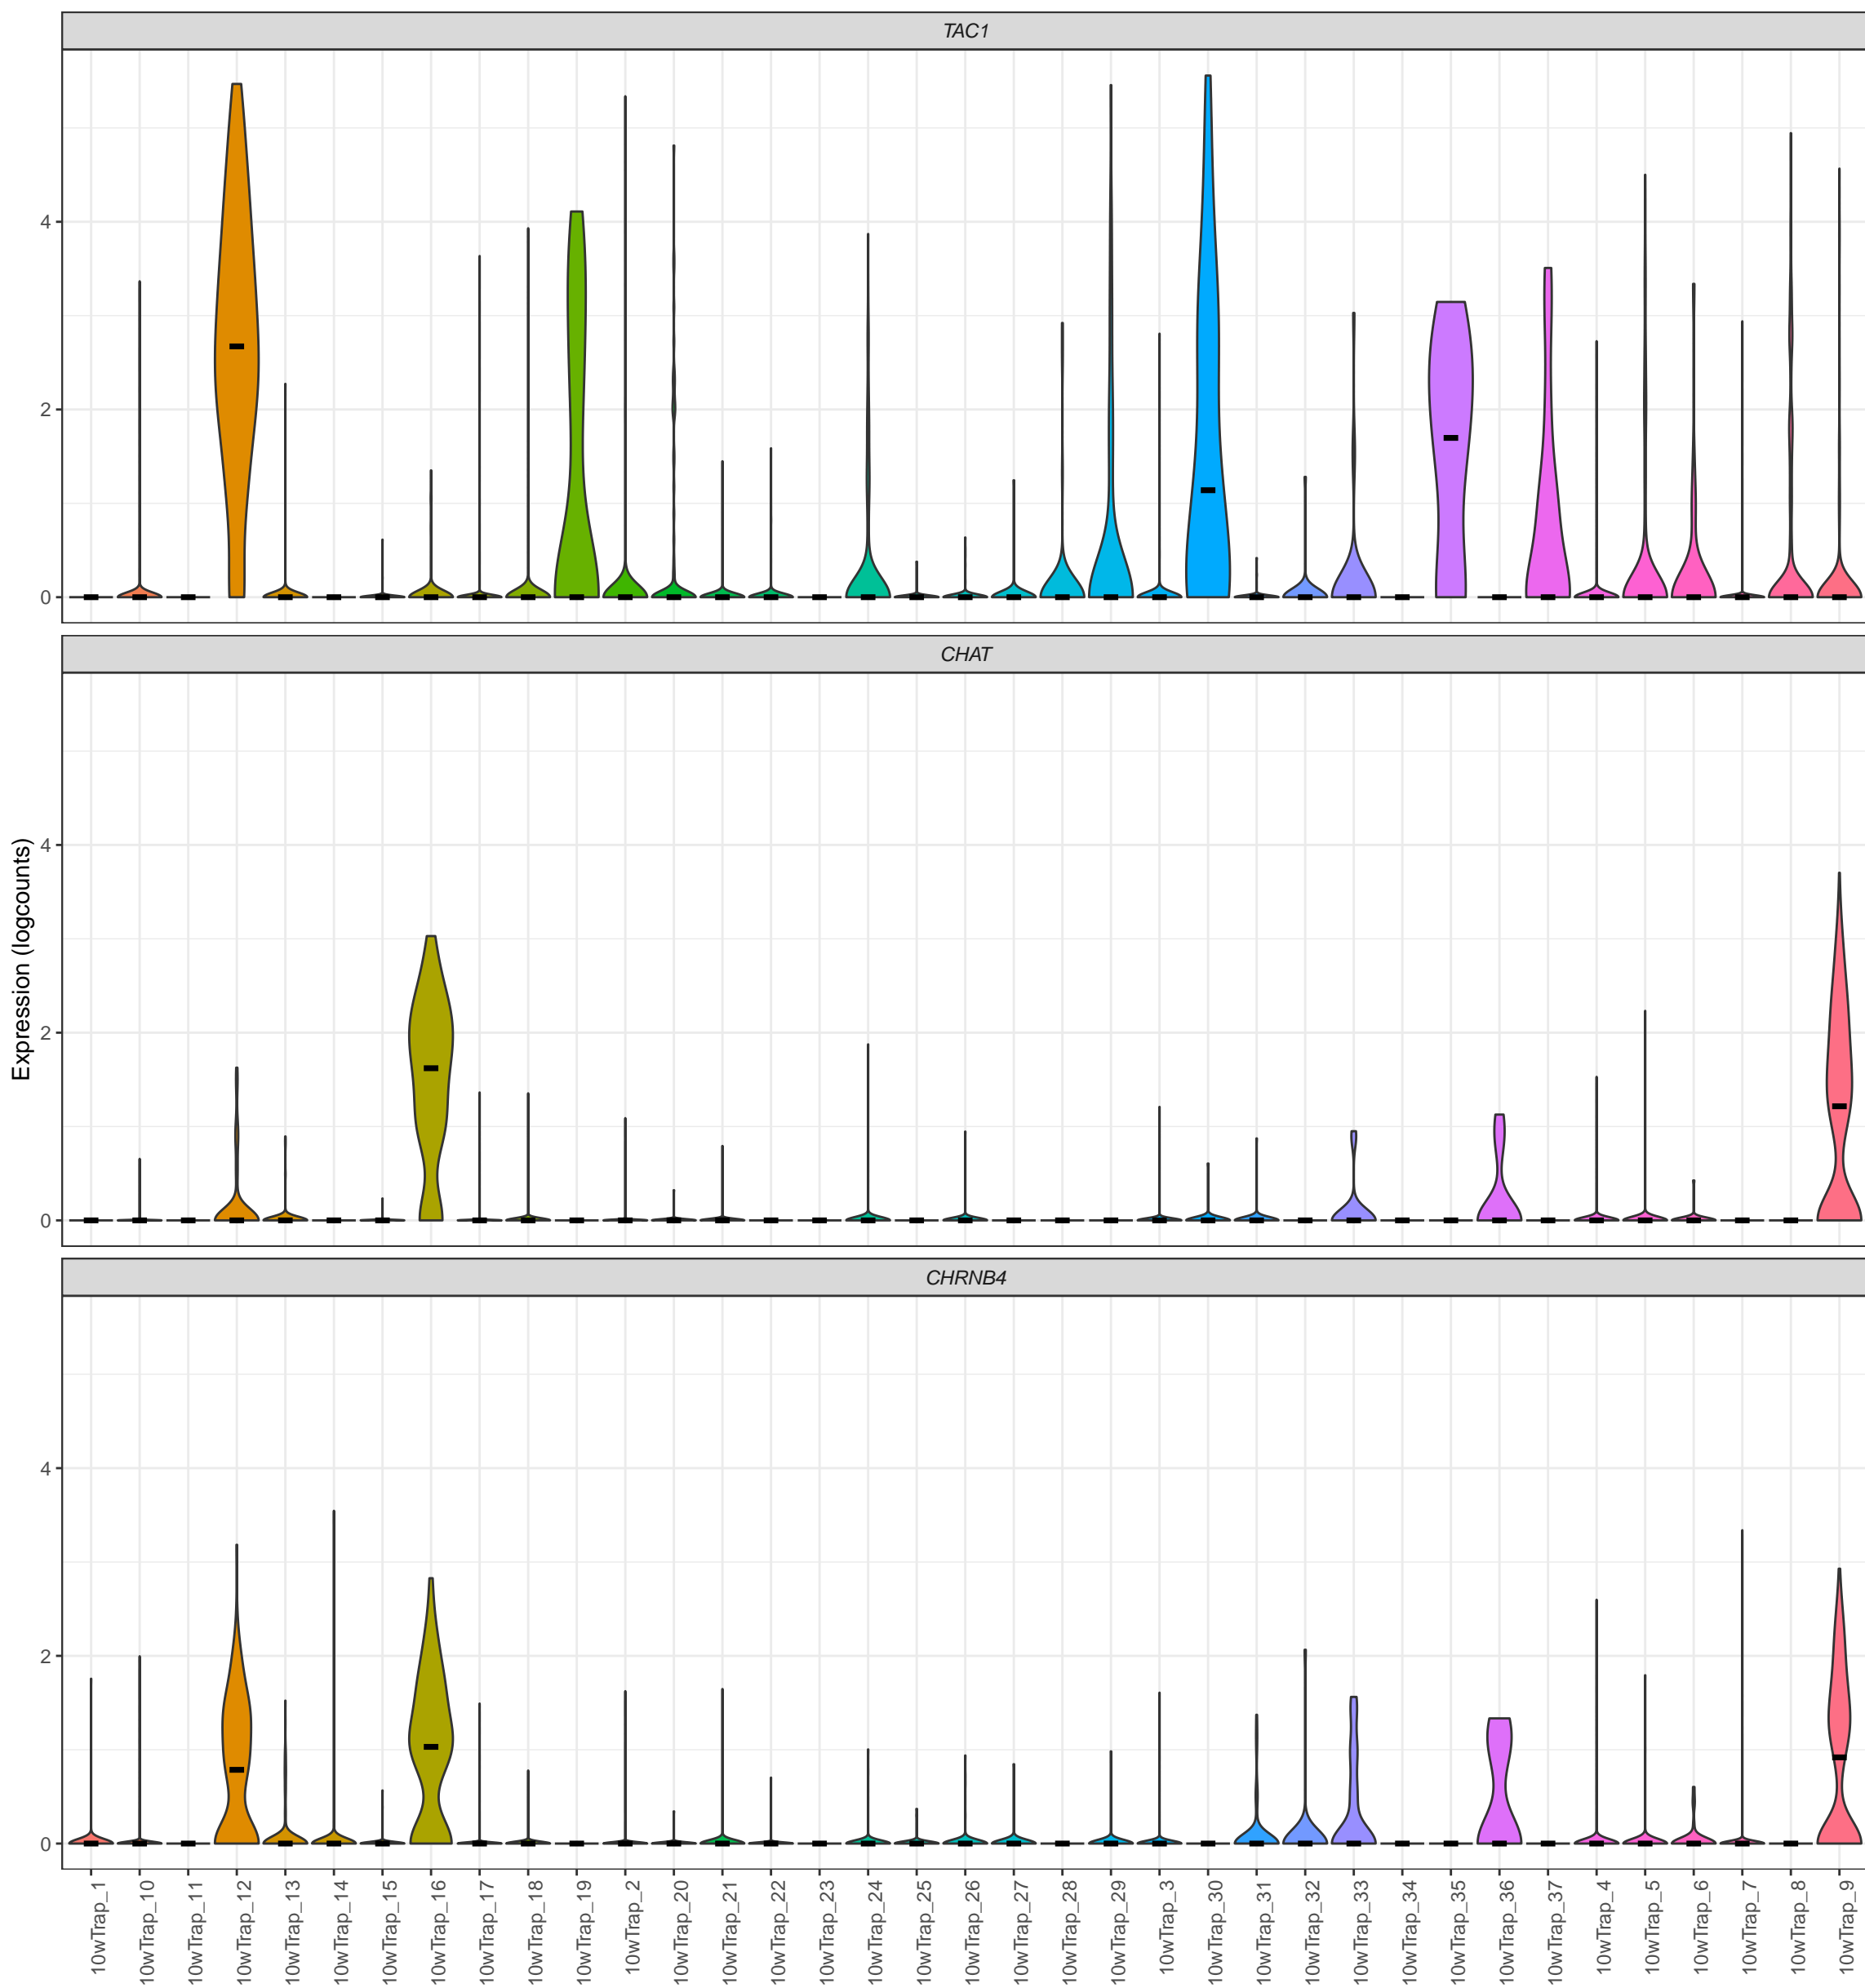 TAC1
4
2
0
CHAT
4
2
0
Expression (logcounts)
CHRNB4
4
2
0
10wTrap_1
10wTrap_10
10wTrap_11
10wTrap_12
10wTrap_13
10wTrap_14
10wTrap_15
10wTrap_16
10wTrap_17
10wTrap_18
10wTrap_19
10wTrap_2
10wTrap_20
10wTrap_21
10wTrap_22
10wTrap_23
10wTrap_24
10wTrap_25
10wTrap_26
10wTrap_27
10wTrap_28
10wTrap_29
10wTrap_3
10wTrap_30
10wTrap_31
10wTrap_32
10wTrap_33
10wTrap_34
10wTrap_35
10wTrap_36
10wTrap_37
10wTrap_4
10wTrap_5
10wTrap_6
10wTrap_7
10wTrap_8
10wTrap_9